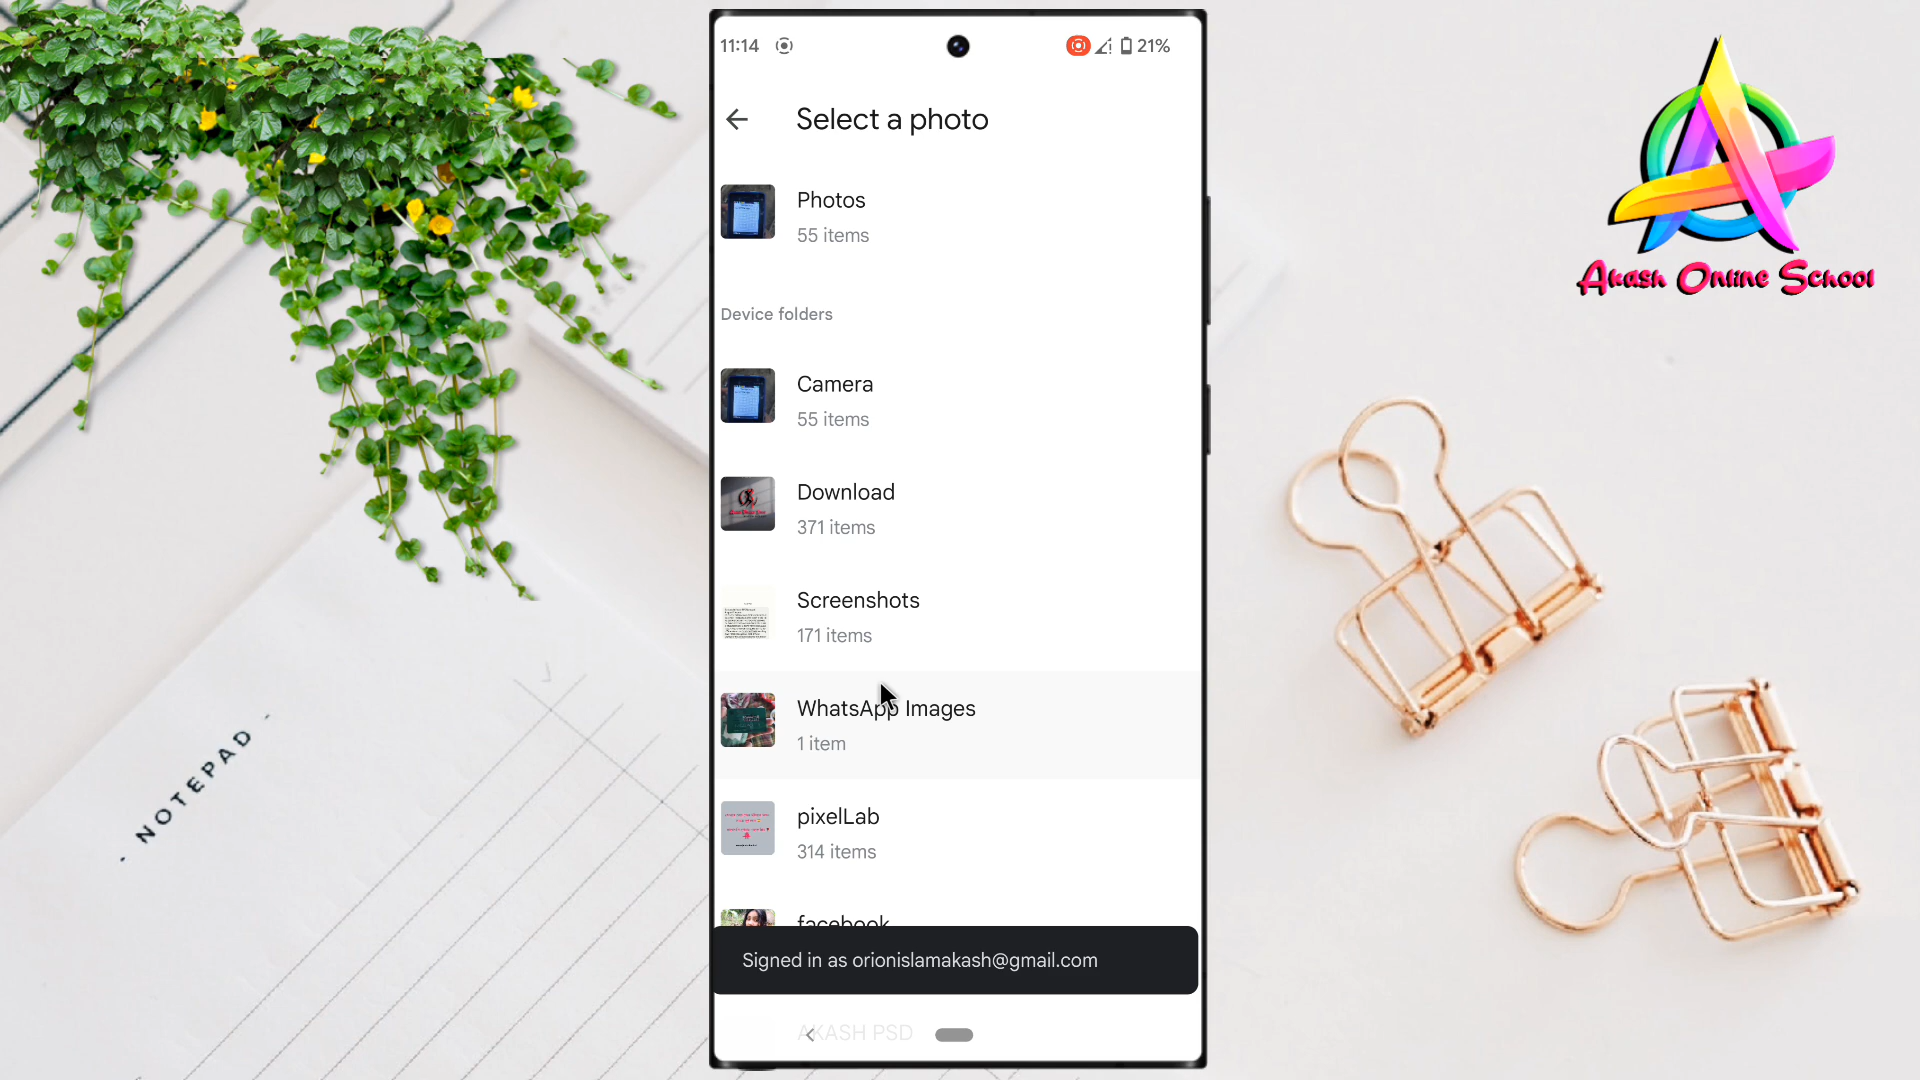 11:14
21%
Select a photo
Photos
55 items
Device folders
Camera
55 items
Download
371 items
Screenshots
171 items
WhatsApp Images
1 item
pixelLab
314 items
facebook
Signed in as orionislamakash@gmail.com
AKASH PSD
Akash Online School
- NOTEPAD -